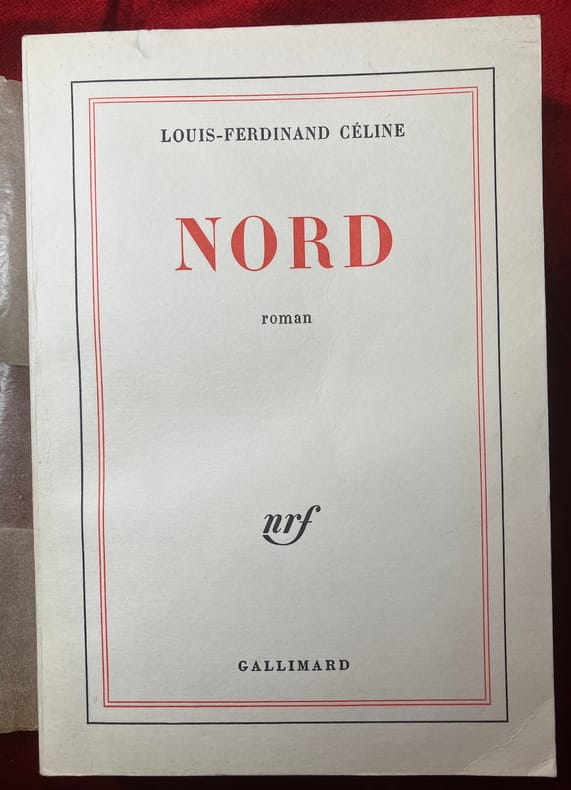 LOUIS-FERDINAND CÉLINE
NORD
roman
nrf
GALLIMARD